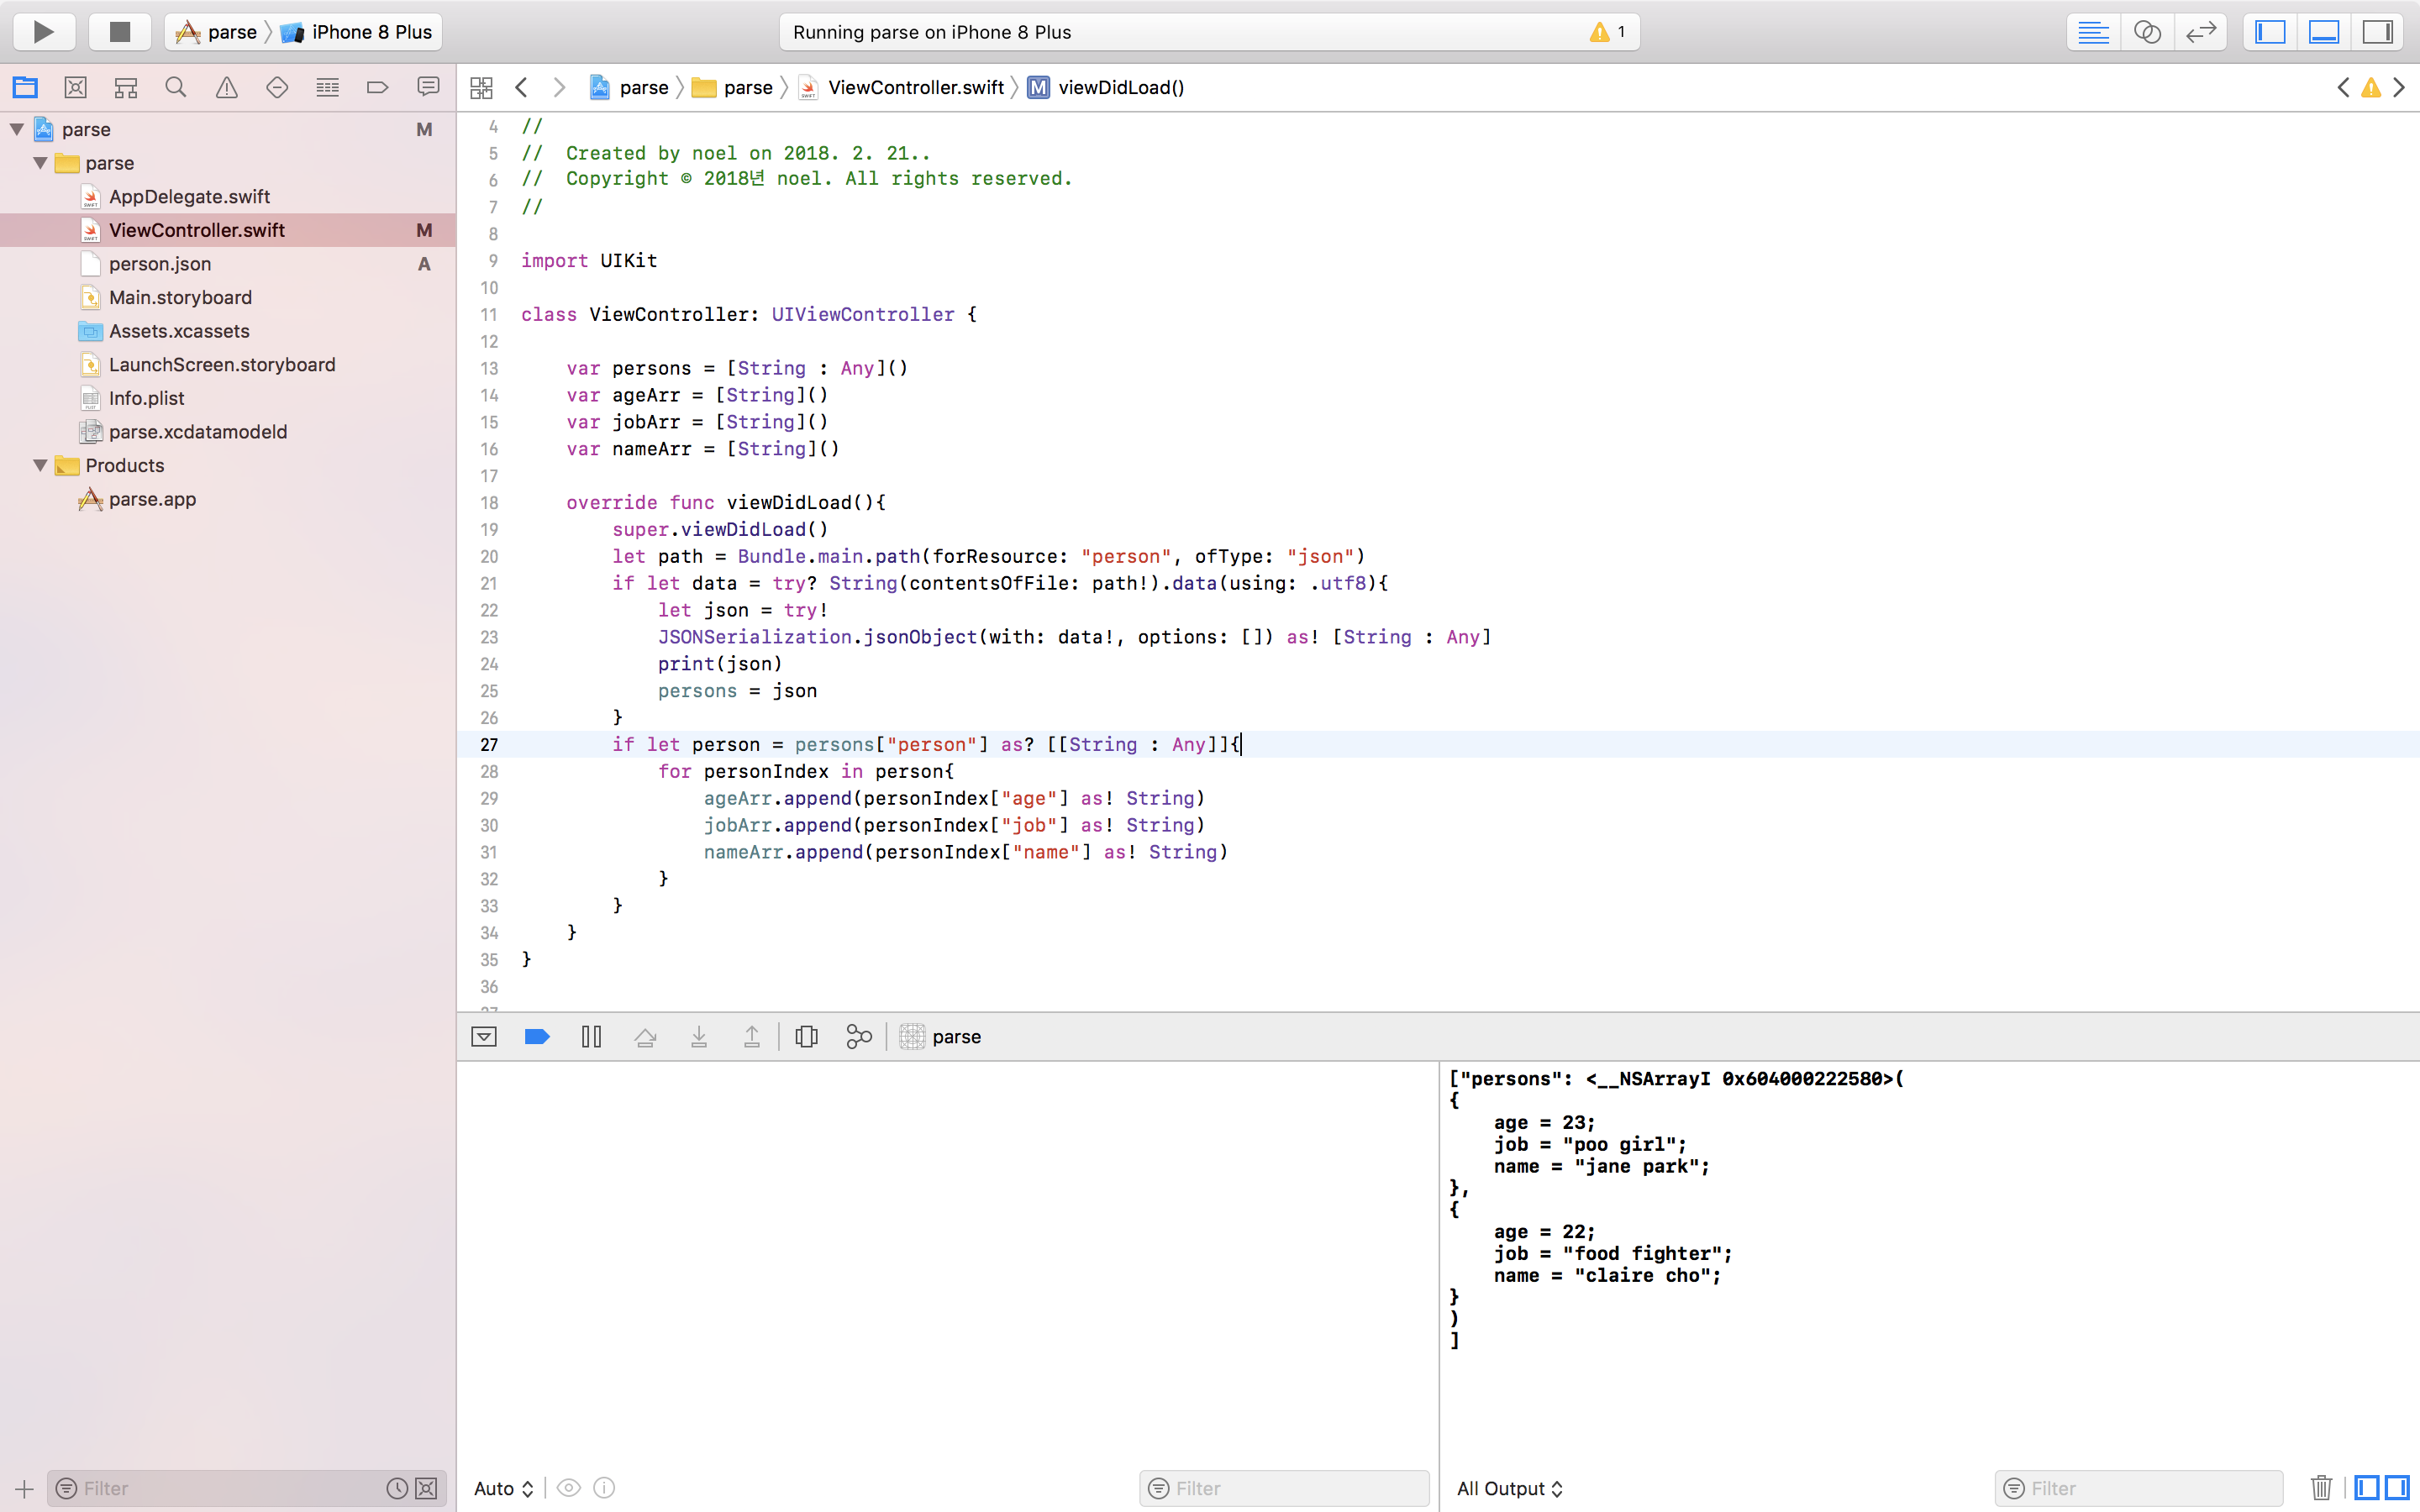 parse
iPhone 8 Plus
Running parse on iPhone 8 Plus
1
parse
parse
ViewController.swift
M
viewDidLoad()
parse M
parse
AppDelegate.swift
ViewController.swift M
person.json A
Main.storyboard
Assets.xcassets
LaunchScreen.storyboard
Info.plist
parse.xcdatamodeld
Products
parse.app
4 //
5 //  Created by noel on 2018. 2. 21..
6 //  Copyright © 2018년 noel. All rights reserved.
7 //
8
9 import UIKit
10
11 class ViewController: UIViewController {
12
13     var persons = [String : Any]()
14     var ageArr = [String]()
15     var jobArr = [String]()
16     var nameArr = [String]()
17
18     override func viewDidLoad(){
19         super.viewDidLoad()
20         let path = Bundle.main.path(forResource: "person", ofType: "json")
21         if let data = try? String(contentsOfFile: path!).data(using: .utf8){
22             let json = try!
23             JSONSerialization.jsonObject(with: data!, options: []) as! [String : Any]
24             print(json)
25             persons = json
26         }
27         if let person = persons["person"] as? [[String : Any]]{
28             for personIndex in person{
29                 ageArr.append(personIndex["age"] as! String)
30                 jobArr.append(personIndex["job"] as! String)
31                 nameArr.append(personIndex["name"] as! String)
32             }
33         }
34     }
35 }
36
parse
["persons": <__NSArrayI 0x604000222580>(
{
    age = 23;
    job = "poo girl";
    name = "jane park";
},
{
    age = 22;
    job = "food fighter";
    name = "claire cho";
}
)
]
Filter
Auto
Filter
All Output
Filter